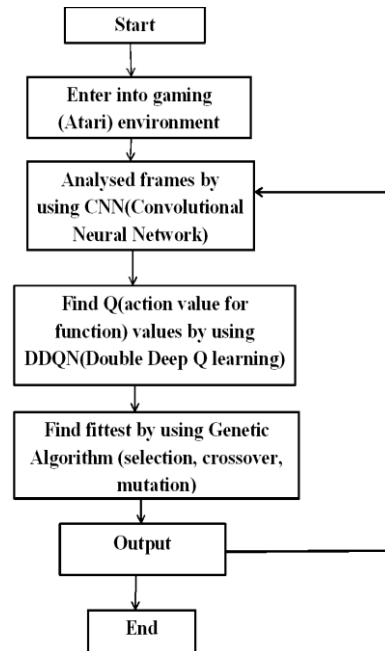 Start
Enter into gaming
(Atari) environment
Analysed frames by
using CNN(Convolutional
Neural Network)
Find Q(action value for
function) values by using
DDQN(Double Deep Q learning)
Find fittest by using Genetic
Algorithm (selection, crossover,
mutation)
Output
End